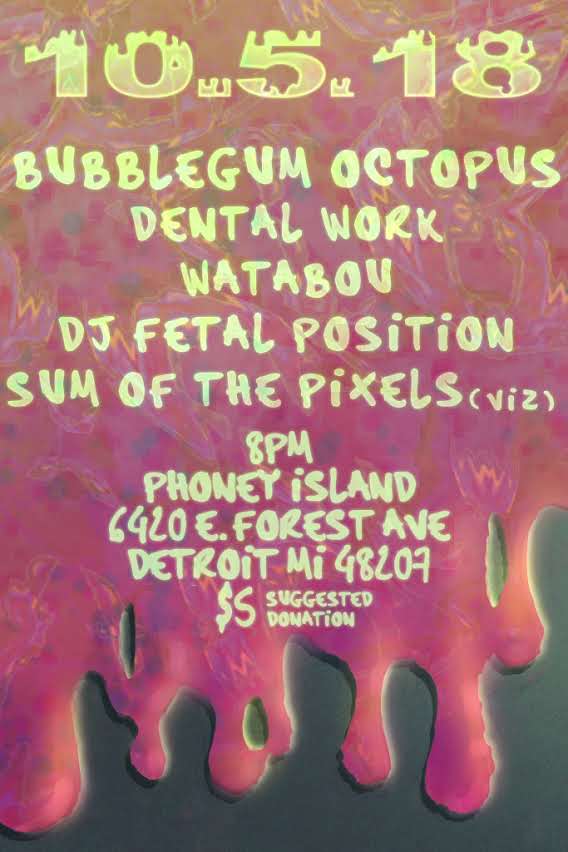 10.5.18
BUBBLEGUM OCTOPUS
DENTAL WORK
WATABOU
DJ FETAL POSiTiON
SUM OF THE PiXELS (ViZ)
8PM
PHONEY iSLAND
6420 E. FOREST AVE
DETROiT Mi 48207
$5 SUGGESTED
DONATiON